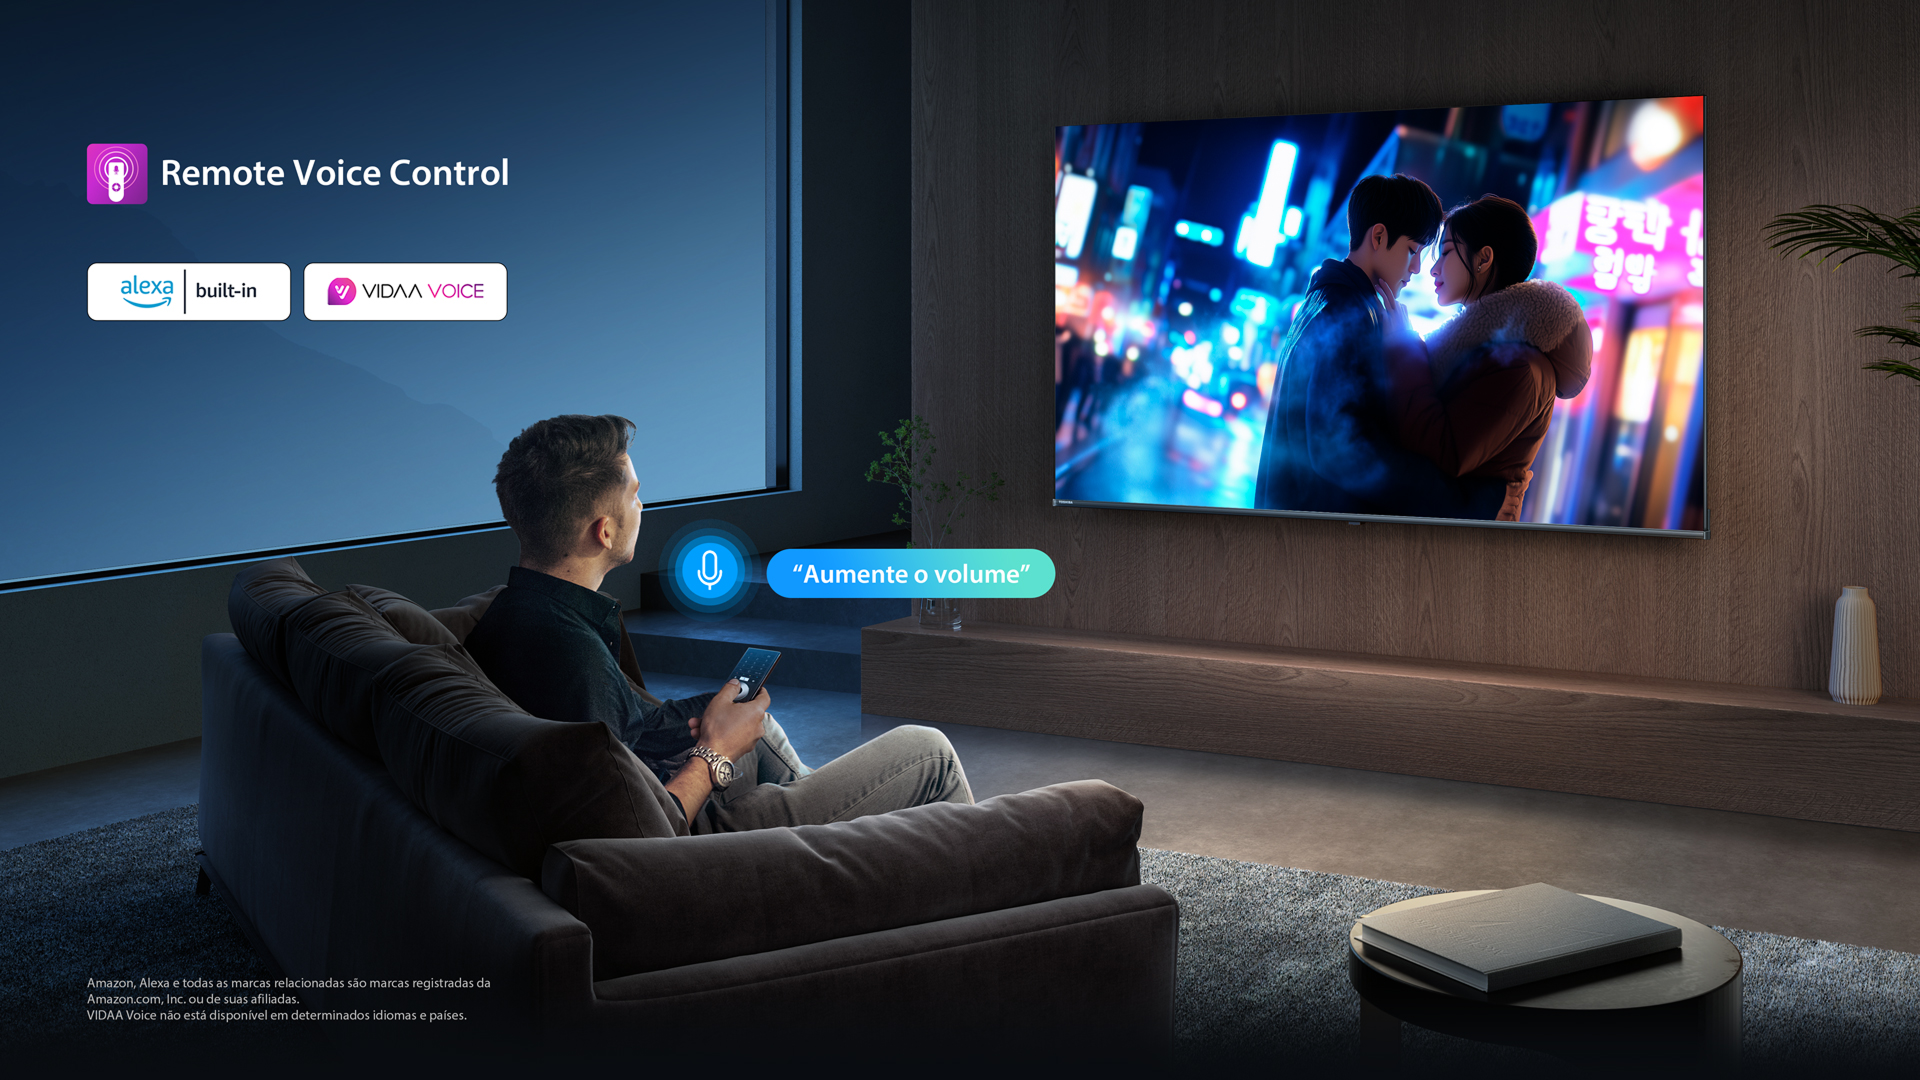 Remote Voice Control
alexa built-in
VIDAA VOICE
“Aumente o volume”
TOSHIBA
Amazon, Alexa e todas as marcas relacionadas são marcas registradas da
Amazon.com, Inc. ou de suas afiliadas.
VIDAA Voice não está disponível em determinados idiomas e países.